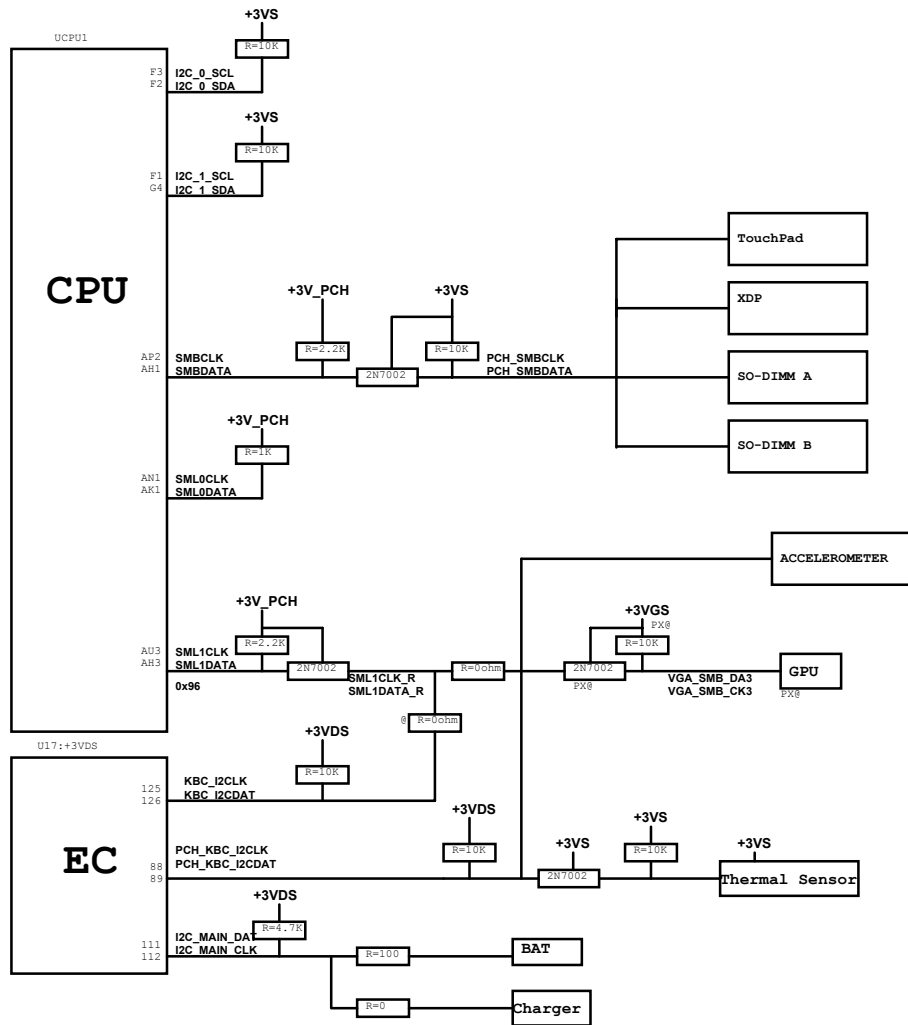 UCPU1
+3VS
R=10K
F3 I2C_0_SCL
F2 I2C_0_SDA
+3VS
R=10K
F1 I2C_1_SCL
G4 I2C_1_SDA
CPU
TouchPad
XDP
+3V_PCH
+3VS
R=2.2K
R=10K
AP2 SMBCLK
AH1 SMBDATA
2N7002
PCH_SMBCLK
PCH_SMBDATA
SO-DIMM A
SO-DIMM B
+3V_PCH
R=1K
AN1 SML0CLK
AK1 SML0DATA
ACCELEROMETER
+3V_PCH
R=2.2K
AU3 SML1CLK
AH3 SML1DATA
0x96
2N7002
SML1CLK_R
SML1DATA_R
R=0ohm
@ R=0ohm
+3VGS
PX@
R=10K
2N7002
PX@
VGA_SMB_DA3
VGA_SMB_CK3
GPU
PX@
U17:+3VDS
EC
+3VDS
R=10K
125 KBC_I2CLK
126 KBC_I2CDAT
+3VDS
R=10K
PCH_KBC_I2CLK
88 PCH_KBC_I2CDAT
89
+3VS
2N7002
+3VS
R=10K
+3VS
Thermal Sensor
+3VDS
R=4.7K
111 I2C_MAIN_DAT
112 I2C_MAIN_CLK
R=100
BAT
R=0
Charger